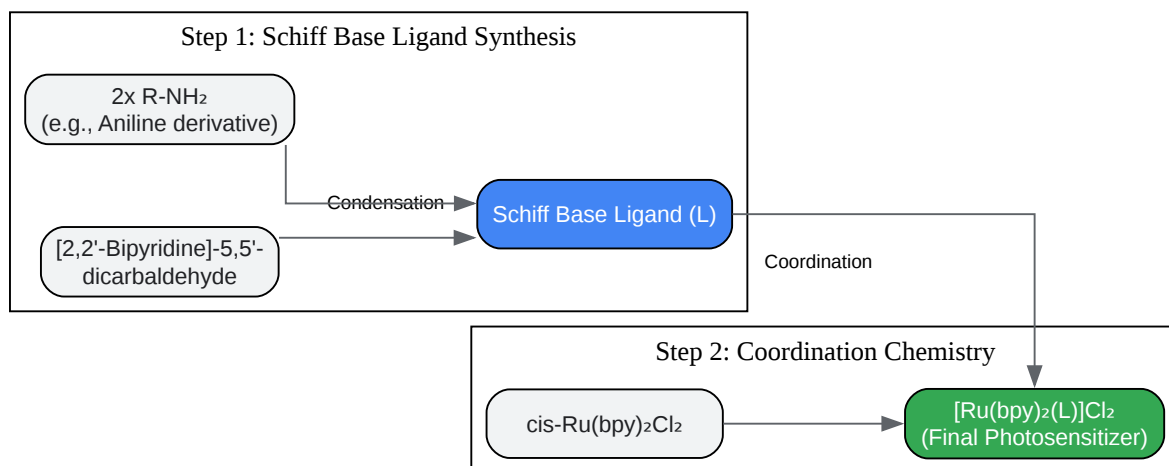 Step 1: Schiff Base Ligand Synthesis
2x R-NH₂
(e.g., Aniline derivative)
Condensation
Schiff Base Ligand (L)
[2,2'-Bipyridine]-5,5'-
dicarbaldehyde
Coordination
Step 2: Coordination Chemistry
cis-Ru(bpy)₂Cl₂
[Ru(bpy)₂(L)]Cl₂
(Final Photosensitizer)